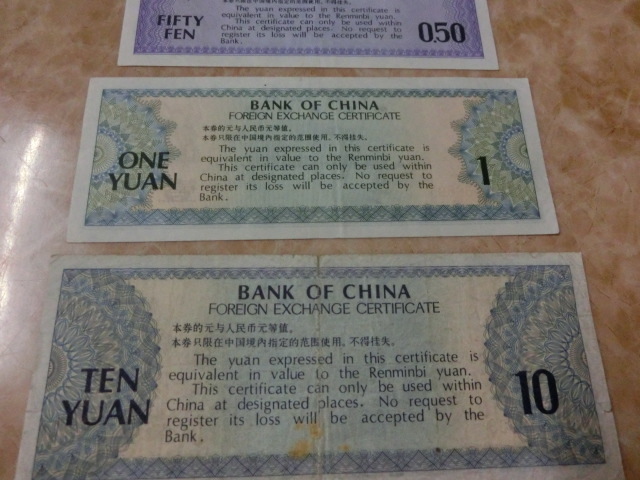 The yuan expressed in this certificate is
FIFTY
FEN
equivalent in value to the Renminbi yuan.
This certificate can only be used within
China at designated places. No request to
register its loss will be accepted by the
Bank.
0.50
BANK OF CHINA
FOREIGN EXCHANGE CERTIFICATE
本券的元与人民币元等值。
本券只限在中国境内指定的范围使用，不得挂失。
ONE
YUAN
The yuan expressed in this certificate is
equivalent in value to the Renminbi yuan.
This certificate can only be used within
China at designated places. No request to
register its loss will be accepted by the
Bank.
1
BANK OF CHINA
FOREIGN EXCHANGE CERTIFICATE
本券的元与人民币元等值。
本券只限在中国境内指定的范围使用，不得挂失。
TEN
YUAN
The yuan expressed in this certificate is
equivalent in value to the Renminbi yuan.
This certificate can only be used within
China at designated places. No request to
register its loss will be accepted by the
Bank.
10